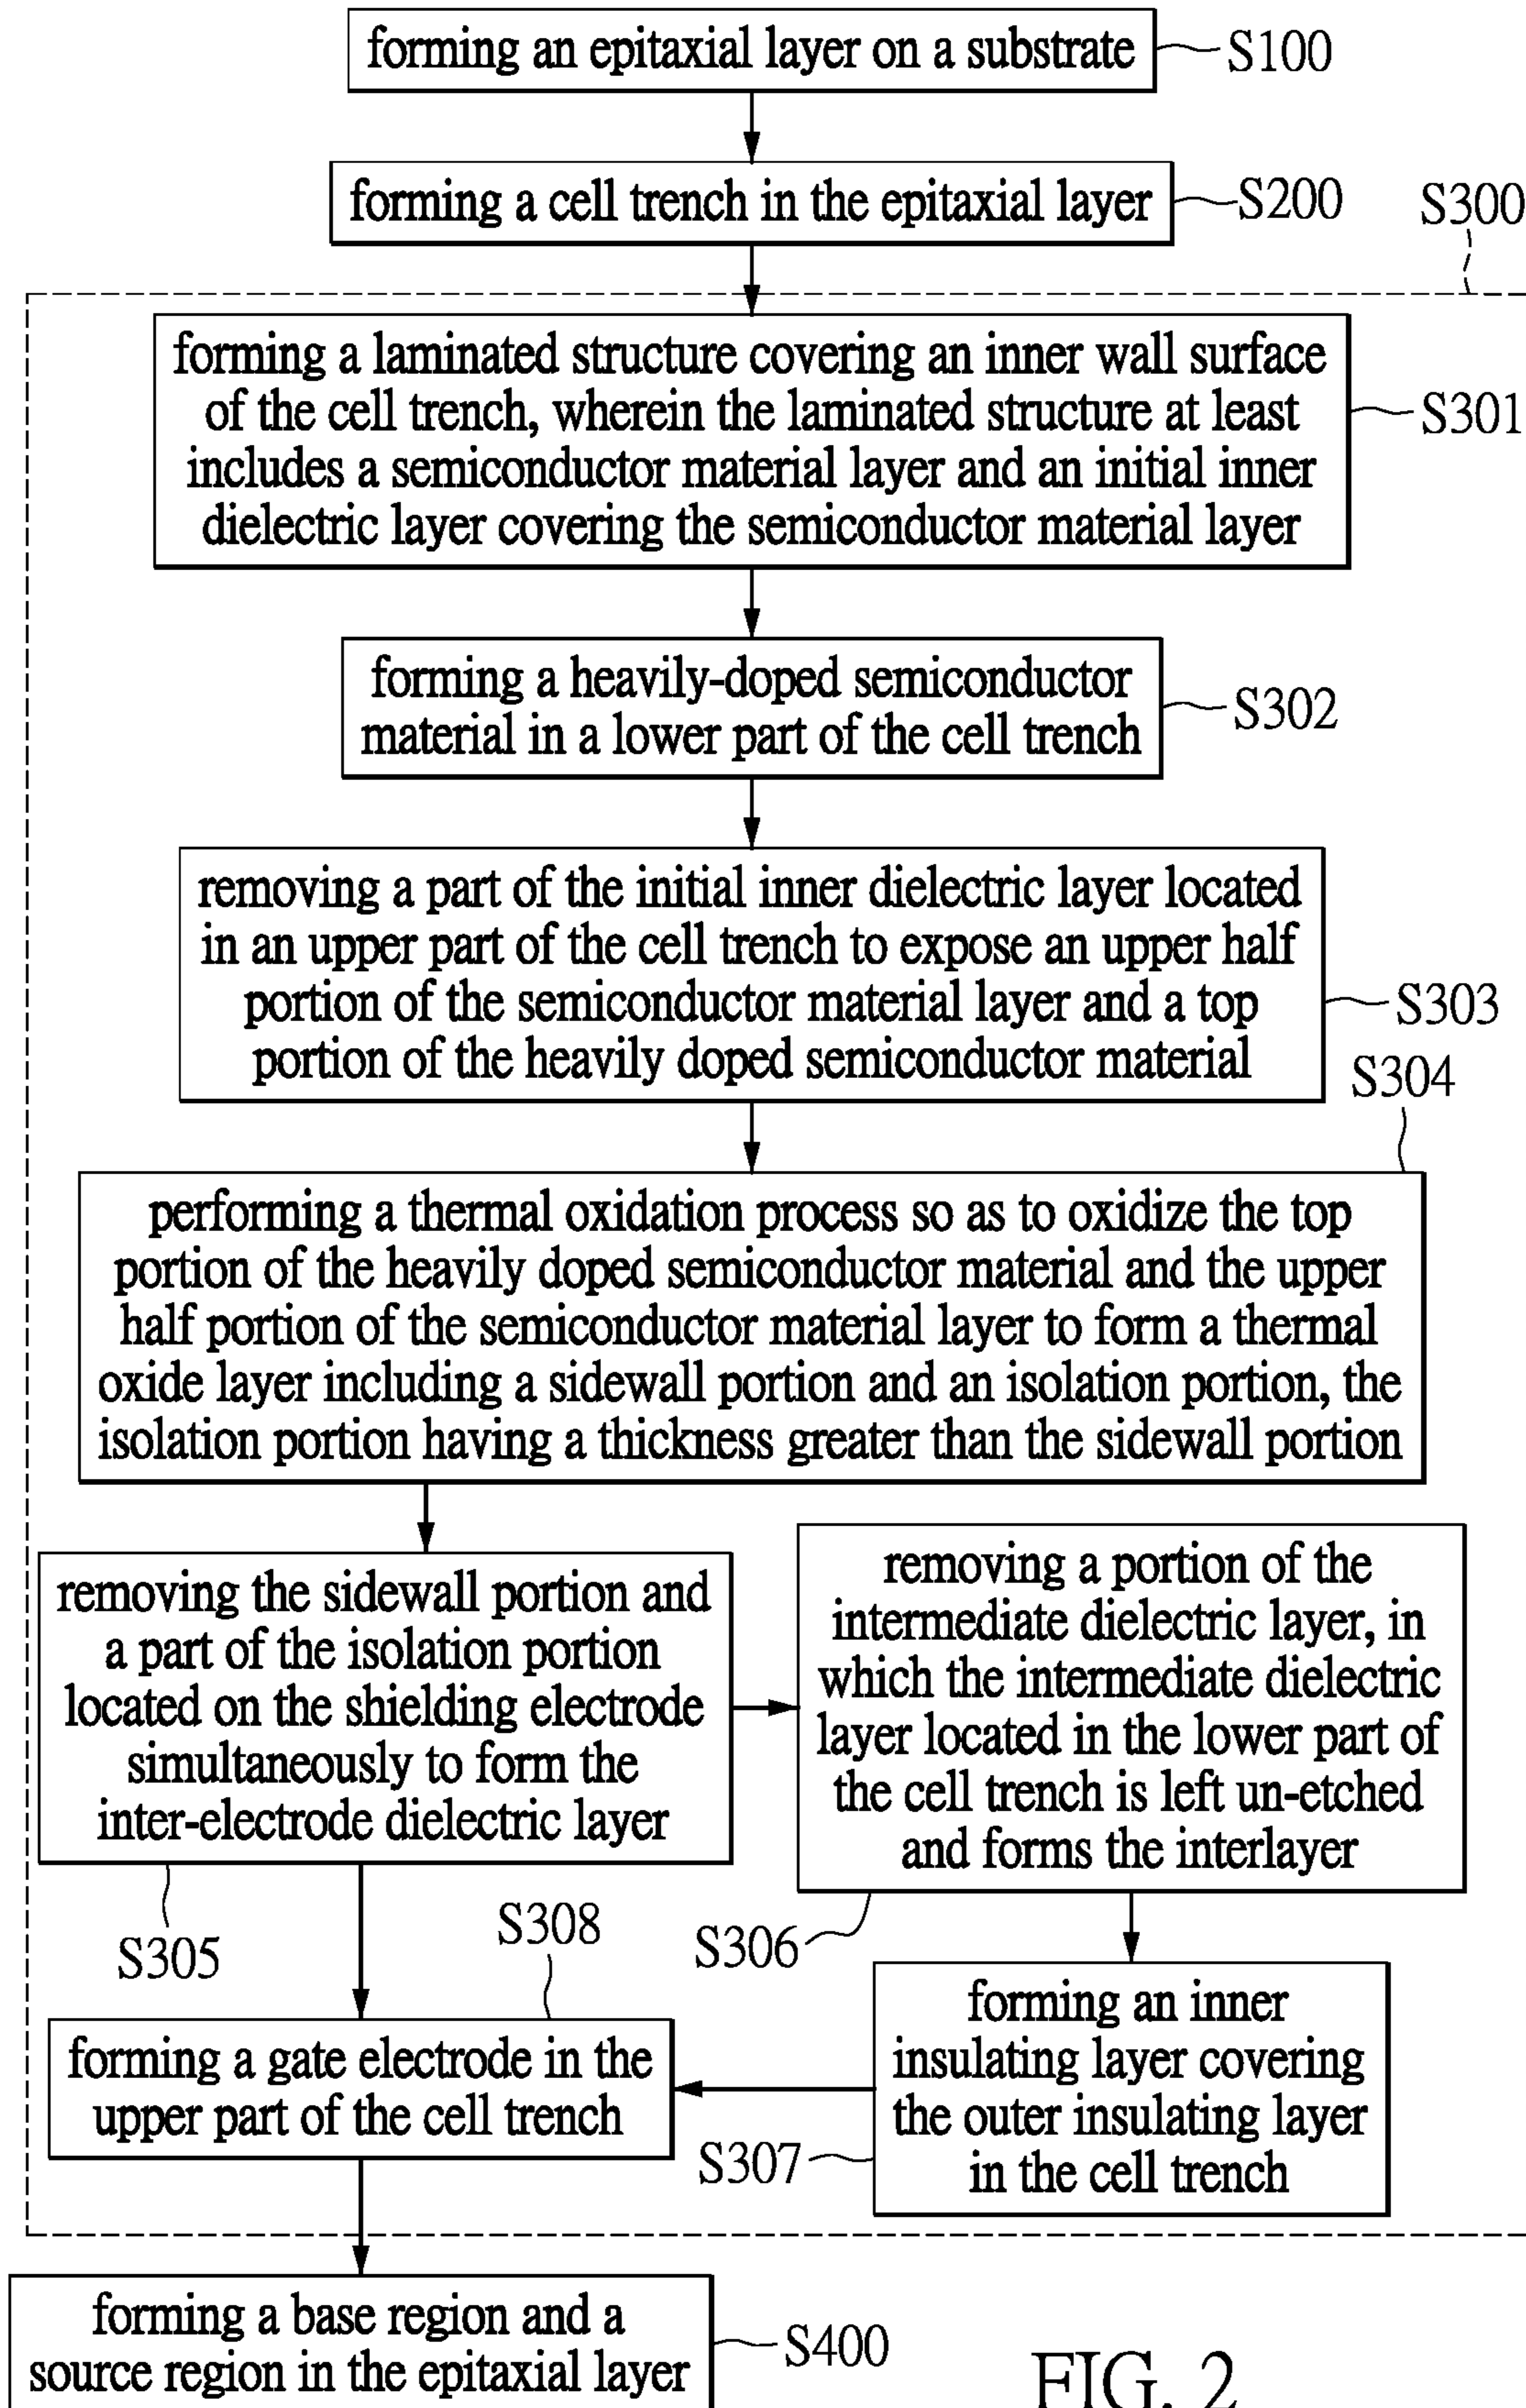 forming an epitaxial layer on a substrate
S100
forming a cell trench in the epitaxial layer
S200
S300
forming a laminated structure covering an inner wall surface
of the cell trench, wherein the laminated structure at least
includes a semiconductor material layer and an initial inner
dielectric layer covering the semiconductor material layer
S301
forming a heavily-doped semiconductor
material in a lower part of the cell trench
S302
removing a part of the initial inner dielectric layer located
in an upper part of the cell trench to expose an upper half
portion of the semiconductor material layer and a top
portion of the heavily doped semiconductor material
S303
S304
performing a thermal oxidation process so as to oxidize the top
portion of the heavily doped semiconductor material and the upper
half portion of the semiconductor material layer to form a thermal
oxide layer including a sidewall portion and an isolation portion, the
isolation portion having a thickness greater than the sidewall portion
removing the sidewall portion and
a part of the isolation portion
located on the shielding electrode
simultaneously to form the
inter-electrode dielectric layer
S305
removing a portion of the
intermediate dielectric layer, in
which the intermediate dielectric
layer located in the lower part of
the cell trench is left un-etched
and forms the interlayer
S306
forming an inner
insulating layer covering
the outer insulating layer
in the cell trench
S307
S308
forming a gate electrode in the
upper part of the cell trench
forming a base region and a
source region in the epitaxial layer
S400
FIG. 2